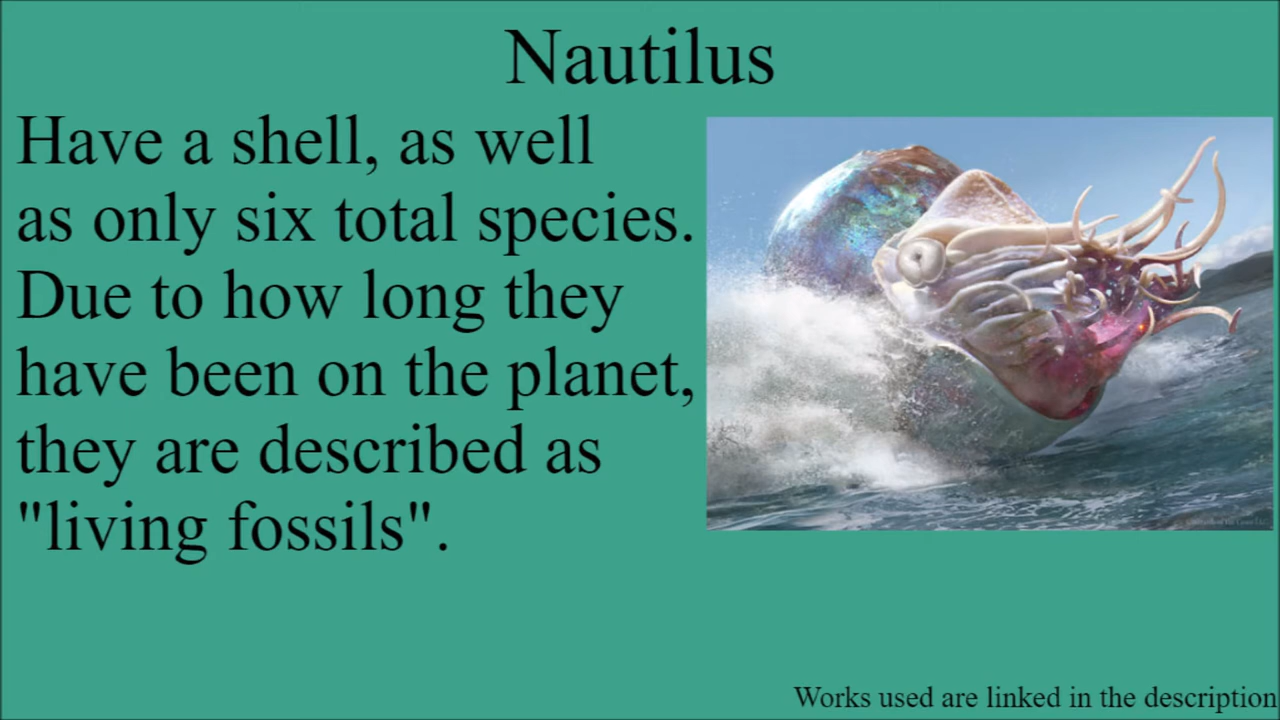 Nautilus
Have a shell, as well
as only six total species.
Due to how long they
have been on the planet,
they are described as
"living fossils".
Works used are linked in the description